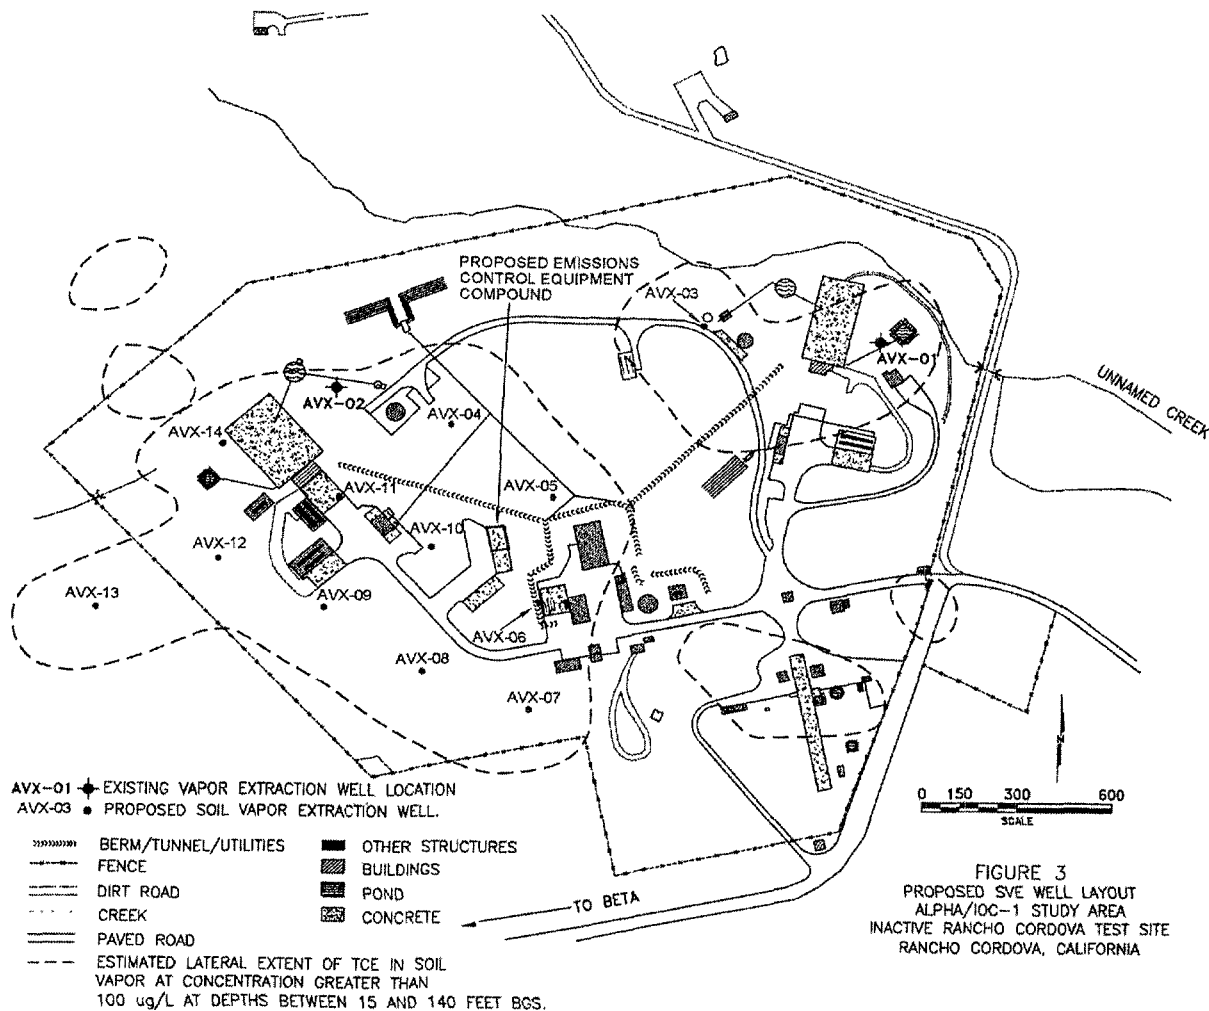 PROPOSED EMISSIONS
CONTROL EQUIPMENT
COMPOUND
AVX-03
AVX-01
UNNAMED CREEK
AVX-02
AVX-04
AVX-14
AVX-11
AVX-05
AVX-10
AVX-12
AVX-13
AVX-09
AVX-06
AVX-08
AVX-07
N
AVX-01 EXISTING VAPOR EXTRACTION WELL LOCATION
AVX-03 PROPOSED SOIL VAPOR EXTRACTION WELL.
BERM/TUNNEL/UTILITIES
FENCE
DIRT ROAD
CREEK
PAVED ROAD
ESTIMATED LATERAL EXTENT OF TCE IN SOIL
VAPOR AT CONCENTRATION GREATER THAN
100 ug/L AT DEPTHS BETWEEN 15 AND 140 FEET BGS.
OTHER STRUCTURES
BUILDINGS
POND
CONCRETE
TO BETA
0 150 300 600
SCALE
FIGURE 3
PROPOSED SVE WELL LAYOUT
ALPHA/IOC-1 STUDY AREA
INACTIVE RANCHO CORDOVA TEST SITE
RANCHO CORDOVA, CALIFORNIA